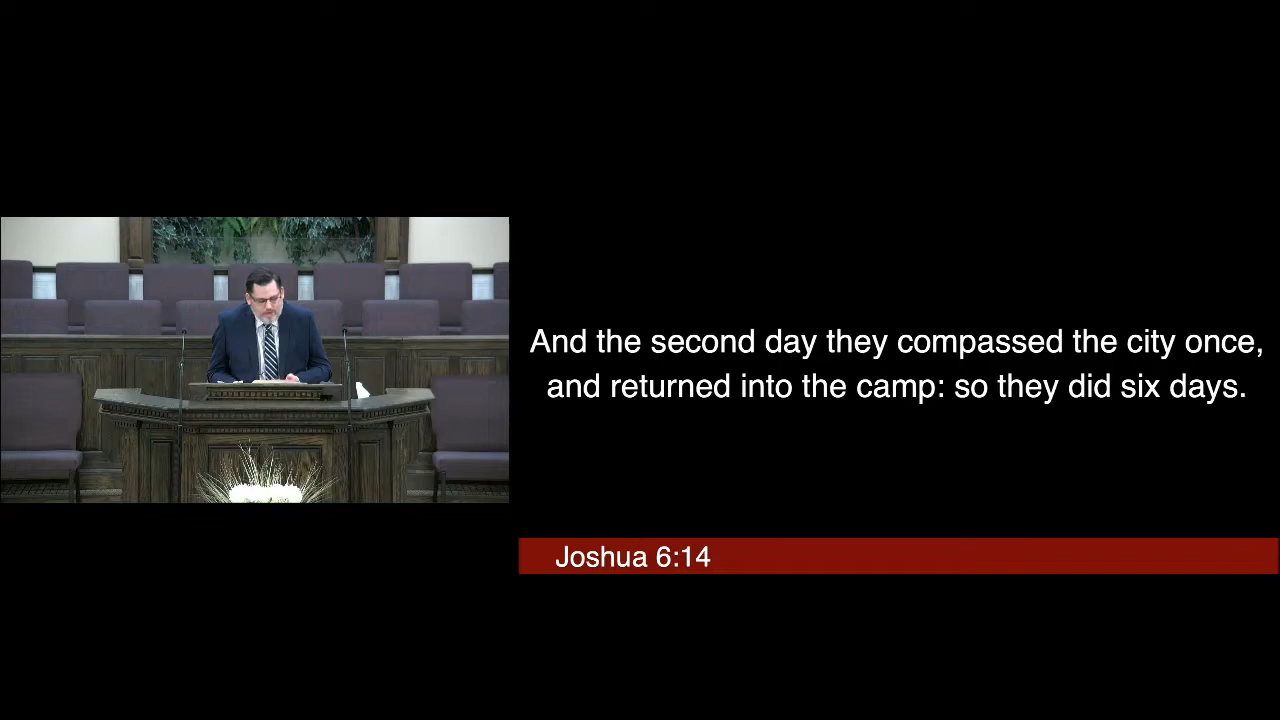 And the second day they compassed the city once,
and returned into the camp: so they did six days.
Joshua 6:14